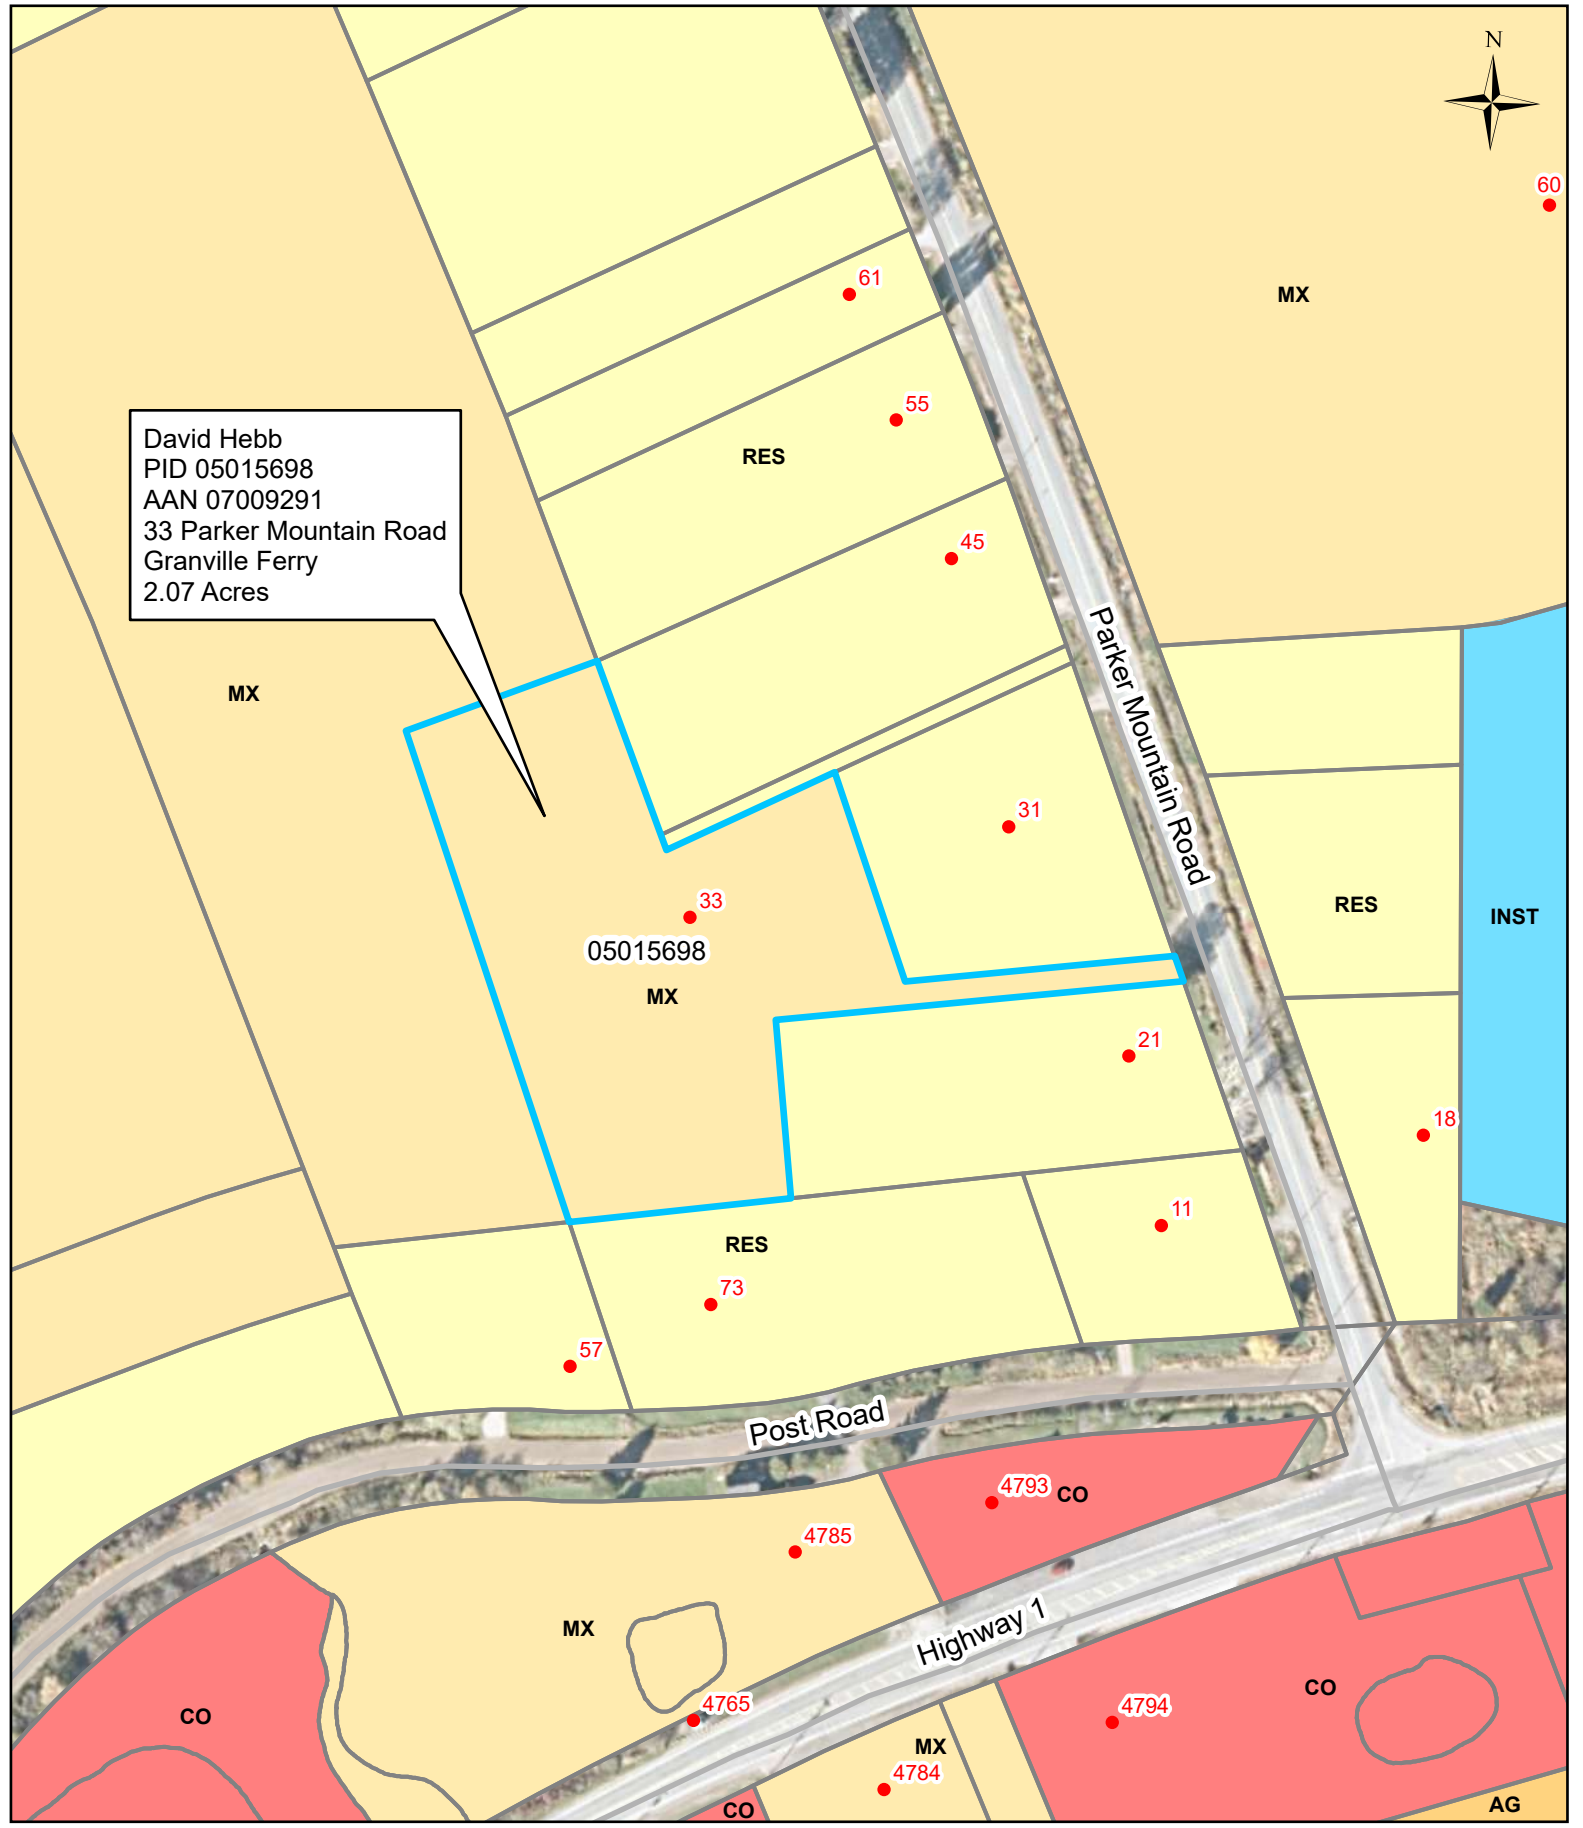 N
60
61
MX
55
David Hebb
PID 05015698
AAN 07009291
33 Parker Mountain Road
Granville Ferry
2.07 Acres
RES
45
Parker Mountain Road
MX
31
33
RES
INST
05015698
MX
21
18
11
RES
73
57
Post Road
4793
CO
4785
MX
Highway 1
CO
CO
4765
4794
MX
4784
CO
AG